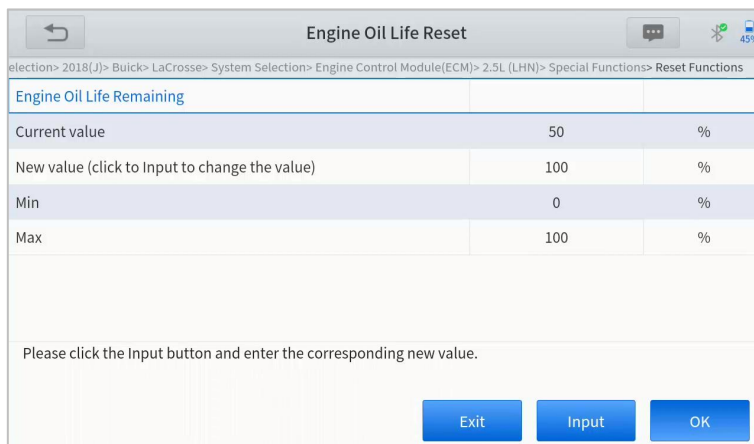 Engine Oil Life Reset
45%
election> 2018(J)> Buick> LaCrosse> System Selection> Engine Control Module(ECM)> 2.5L (LHN)> Special Functions> Reset Functions
Engine Oil Life Remaining
Current value 50 %
New value (click to Input to change the value) 100 %
Min 0 %
Max 100 %
Please click the Input button and enter the corresponding new value.
Exit Input OK